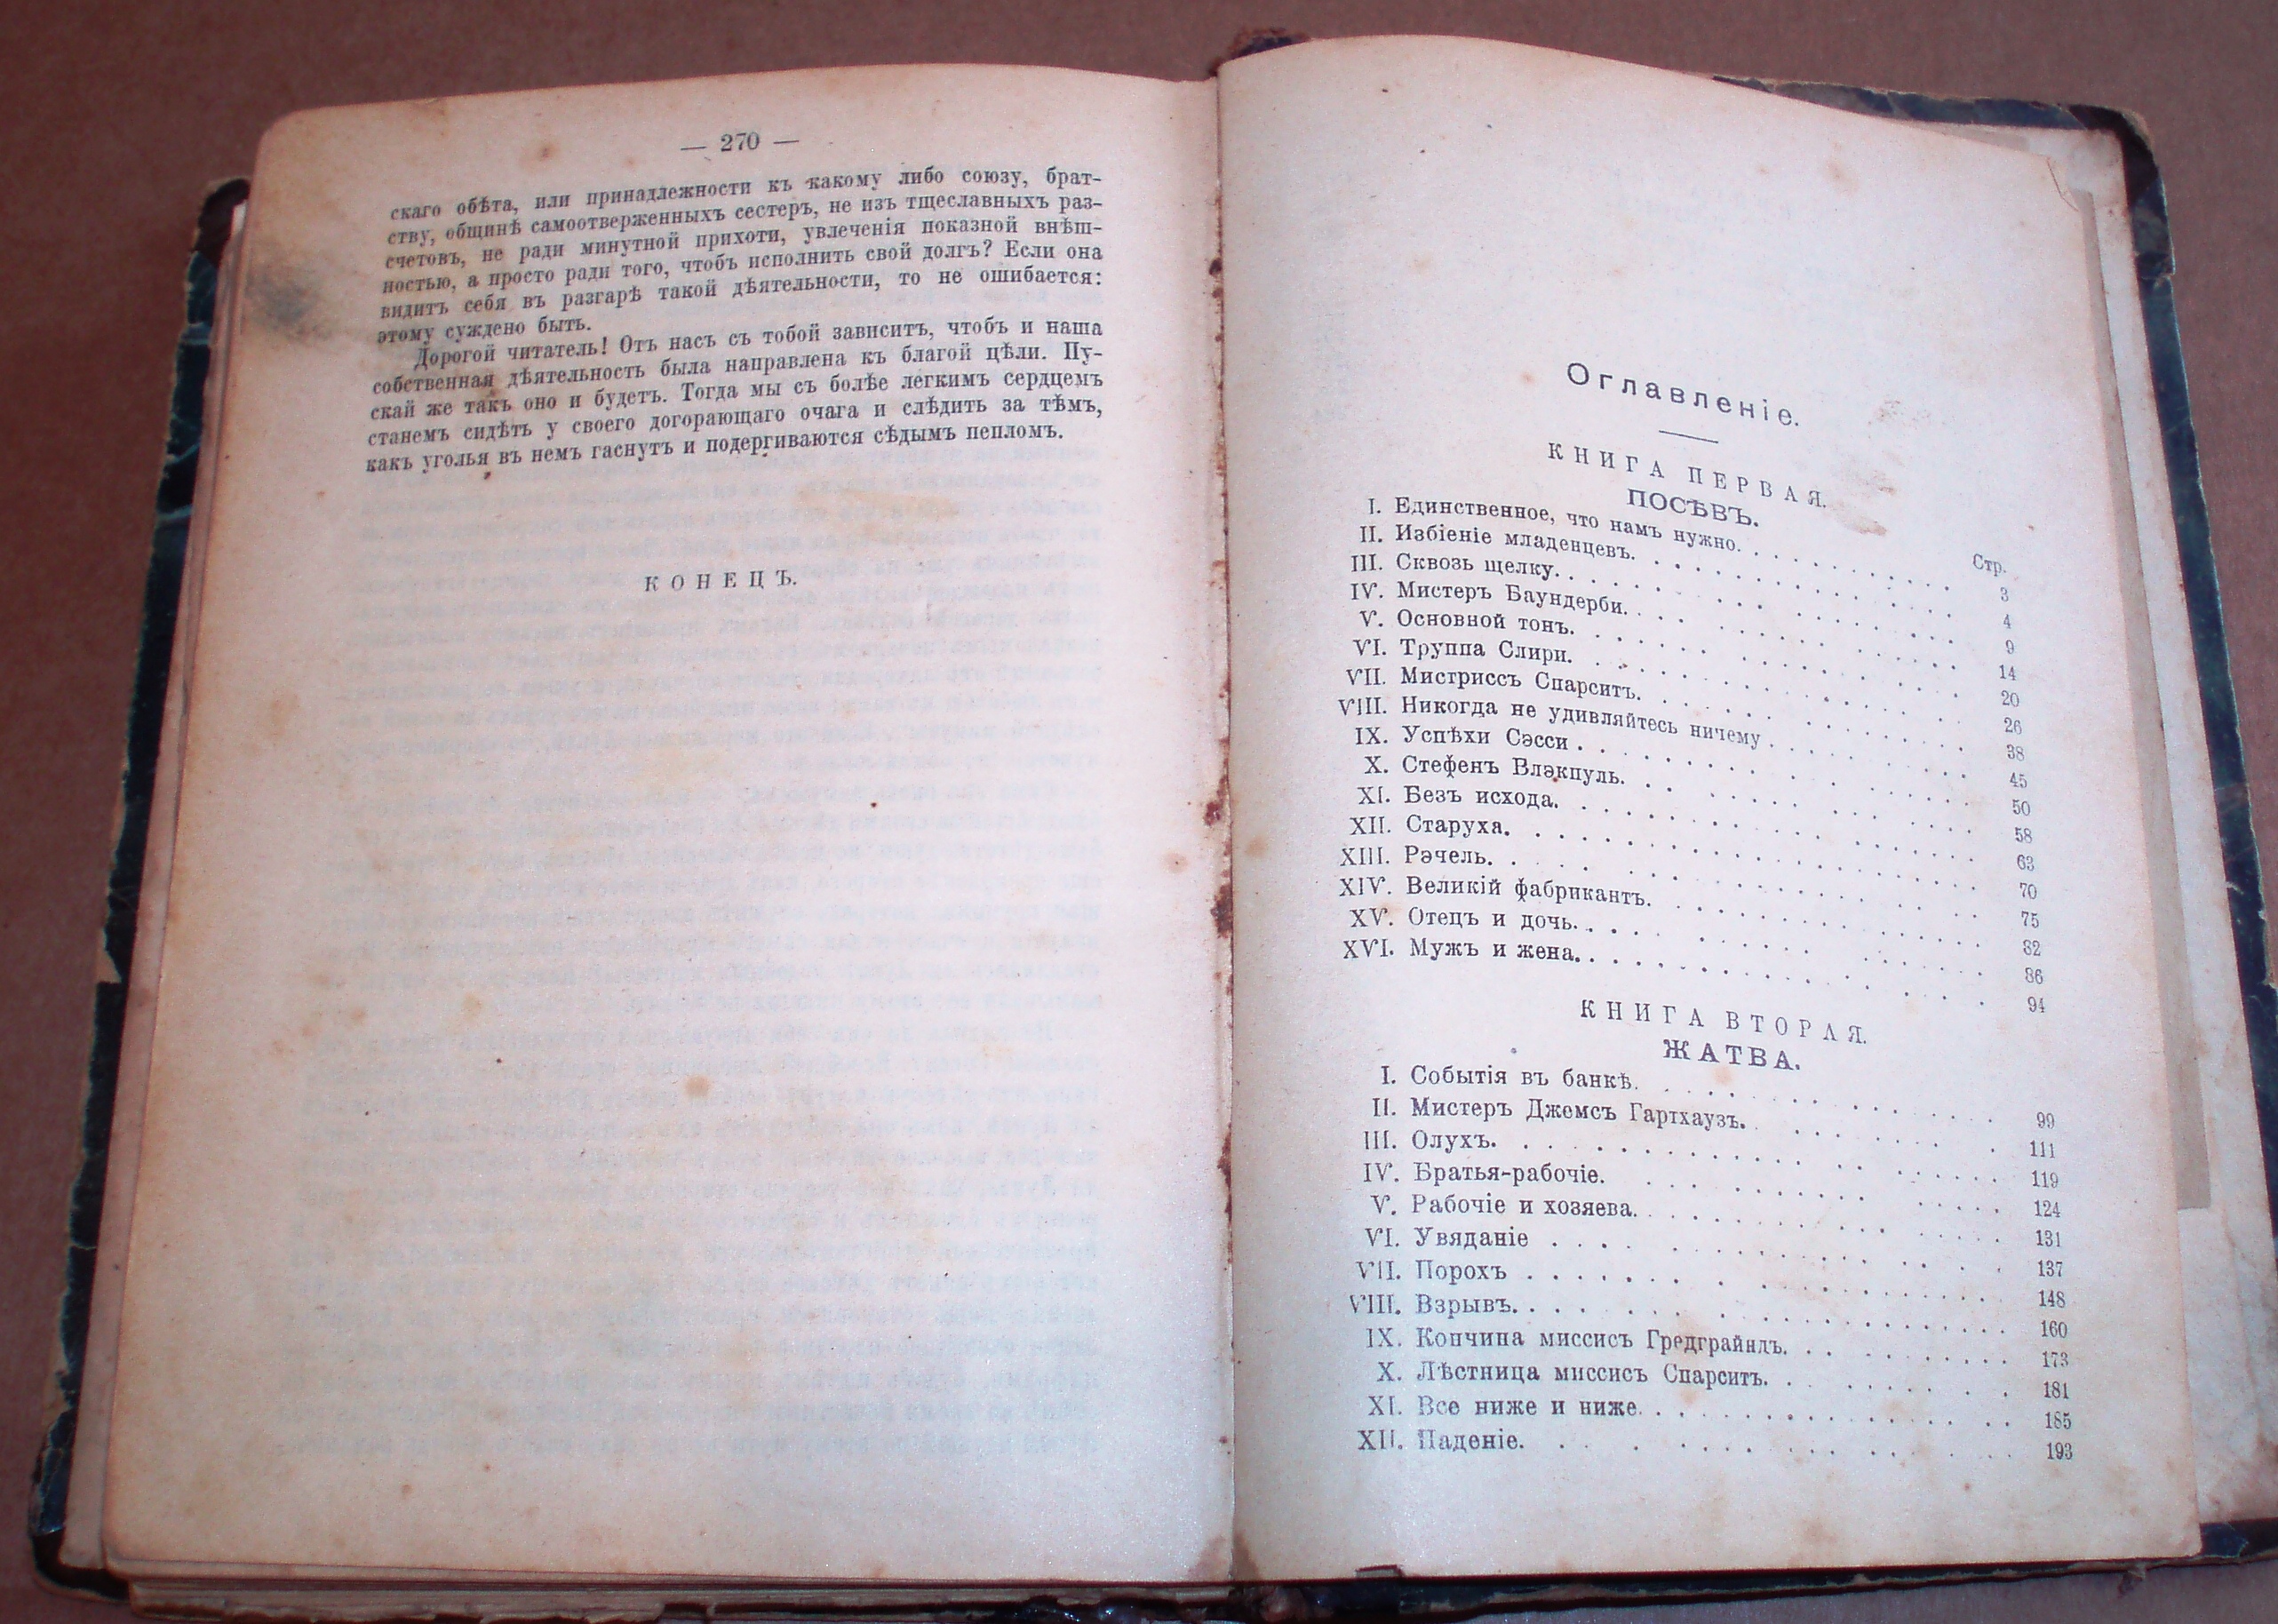 — 270 —
скаго обѣта, или принадлежности къ какому либо союзу, брат-
ству, общинѣ самоотверженныхъ сестеръ, не изъ тщеславныхъ раз-
счетовъ, не ради минутной прихоти, увлеченія показной внѣш-
ностью, а просто ради того, чтобъ исполнить свой долгъ? Если она
видитъ себя въ разгарѣ такой дѣятельности, то не ошибается:
этому суждено быть.
Дорогой читатель! Отъ насъ съ тобой зависитъ, чтобъ и наша
собственная дѣятельность была направлена къ благой цѣли. Пу-
скай же такъ оно и будетъ. Тогда мы съ болѣе легкимъ сердцемъ
станемъ сидѣть у своего догорающаго очага и слѣдить за тѣмъ,
какъ уголья въ немъ гаснутъ и подергиваются сѣдымъ пепломъ.
КОНЕЦЪ.
Оглавленіе.
КНИГА ПЕРВАЯ.
ПОСѢВЪ.
Стр.
I. Единственное, что намъ нужно. 3
II. Избіеніе младенцевъ. 4
III. Сквозь щелку. 9
IV. Мистеръ Баундерби. 14
V. Основной тонъ. 20
VI. Труппа Слири. 26
VII. Мистриссъ Спарситъ. 38
VIII. Никогда не удивляйтесь ничему. 45
IX. Успѣхи Сэсси. 50
X. Стефенъ Влэкпуль. 58
XI. Безъ исхода. 63
XII. Старуха. 70
XIII. Рэчель. 75
XIV. Великій фабрикантъ. 82
XV. Отецъ и дочь. 86
XVI. Мужъ и жена. 94
КНИГА ВТОРАЯ.
ЖАТВА.
I. Событія въ банкѣ. 99
II. Мистеръ Джемсъ Гартхаузъ. 111
III. Олухъ. 119
IV. Братья-рабочіе. 124
V. Рабочіе и хозяева. 131
VI. Увяданіе 137
VII. Порохъ 148
VIII. Взрывъ. 160
IX. Кончина миссисъ Гредграйндъ. 173
X. Лѣстница миссисъ Спарситъ. 181
XI. Все ниже и ниже. 185
XII. Паденіе. 193